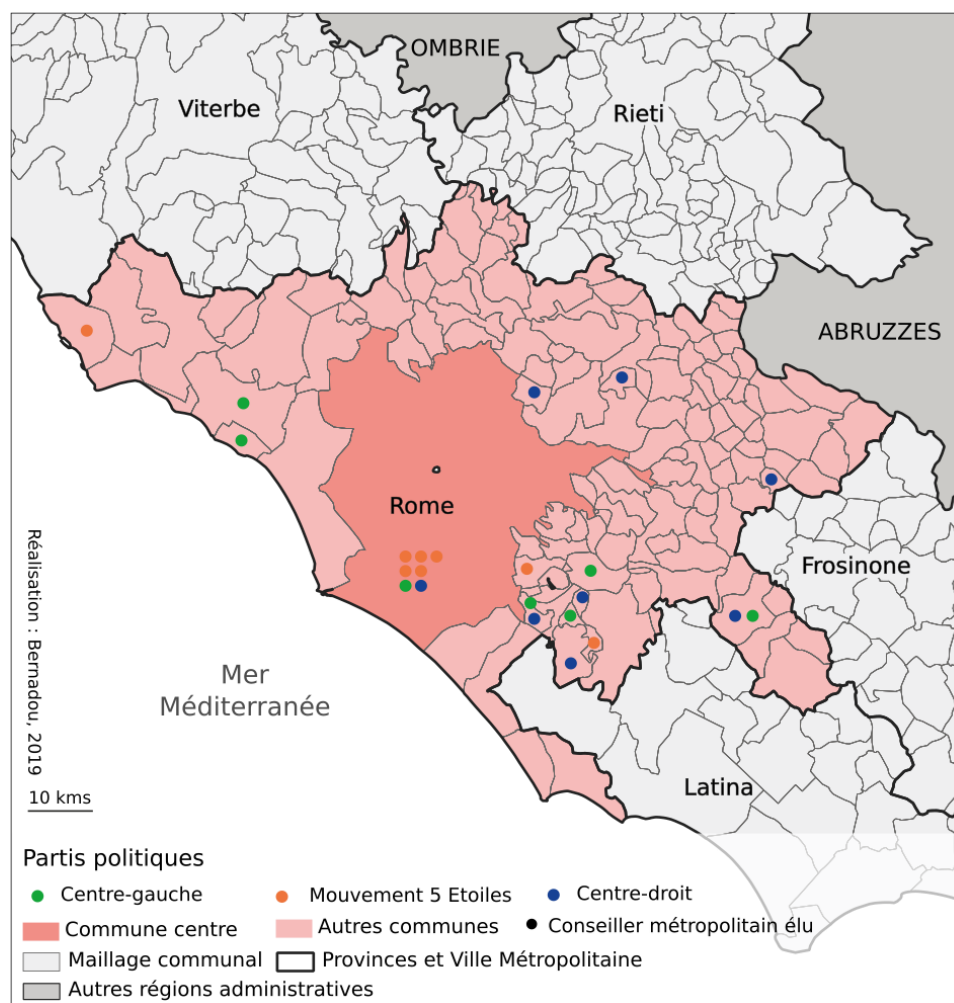 OMBRIE
Viterbe
Rieti
ABRUZZES
Rome
Frosinone
Mer
Méditerranée
Latina
Réalisation : Bernadou, 2019
10 kms
Partis politiques
Centre-gauche
Mouvement 5 Etoiles
Centre-droit
Commune centre
Autres communes
Conseiller métropolitain élu
Maillage communal
Provinces et Ville Métropolitaine
Autres régions administratives